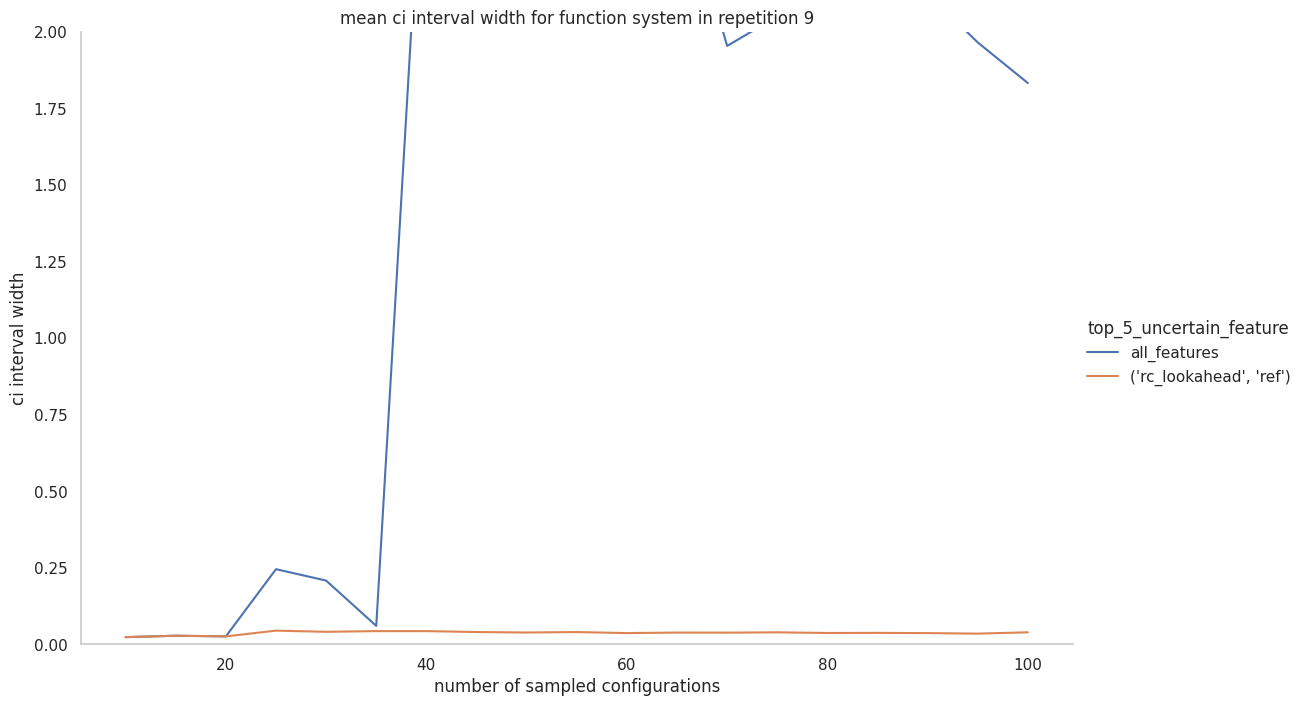 mean ci interval width for function system in repetition 9
2.00
1.75
1.50
1.25
1.00
0.75
0.50
0.25
0.00
ci interval width
20
40
60
80
100
number of sampled configurations
top_5_uncertain_feature
all_features
('rc_lookahead', 'ref')